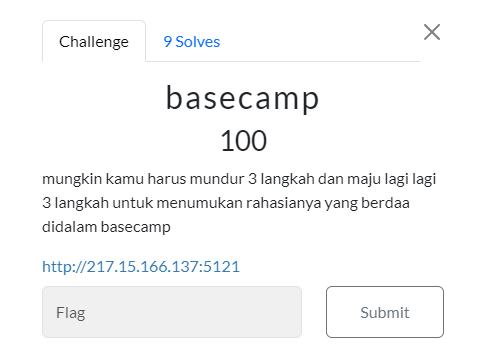 Challenge
9 Solves
basecamp
100
mungkin kamu harus mundur 3 langkah dan maju lagi lagi
3 langkah untuk menumukan rahasianya yang berdaa
didalam basecamp
http://217.15.166.137:5121
Flag
Submit